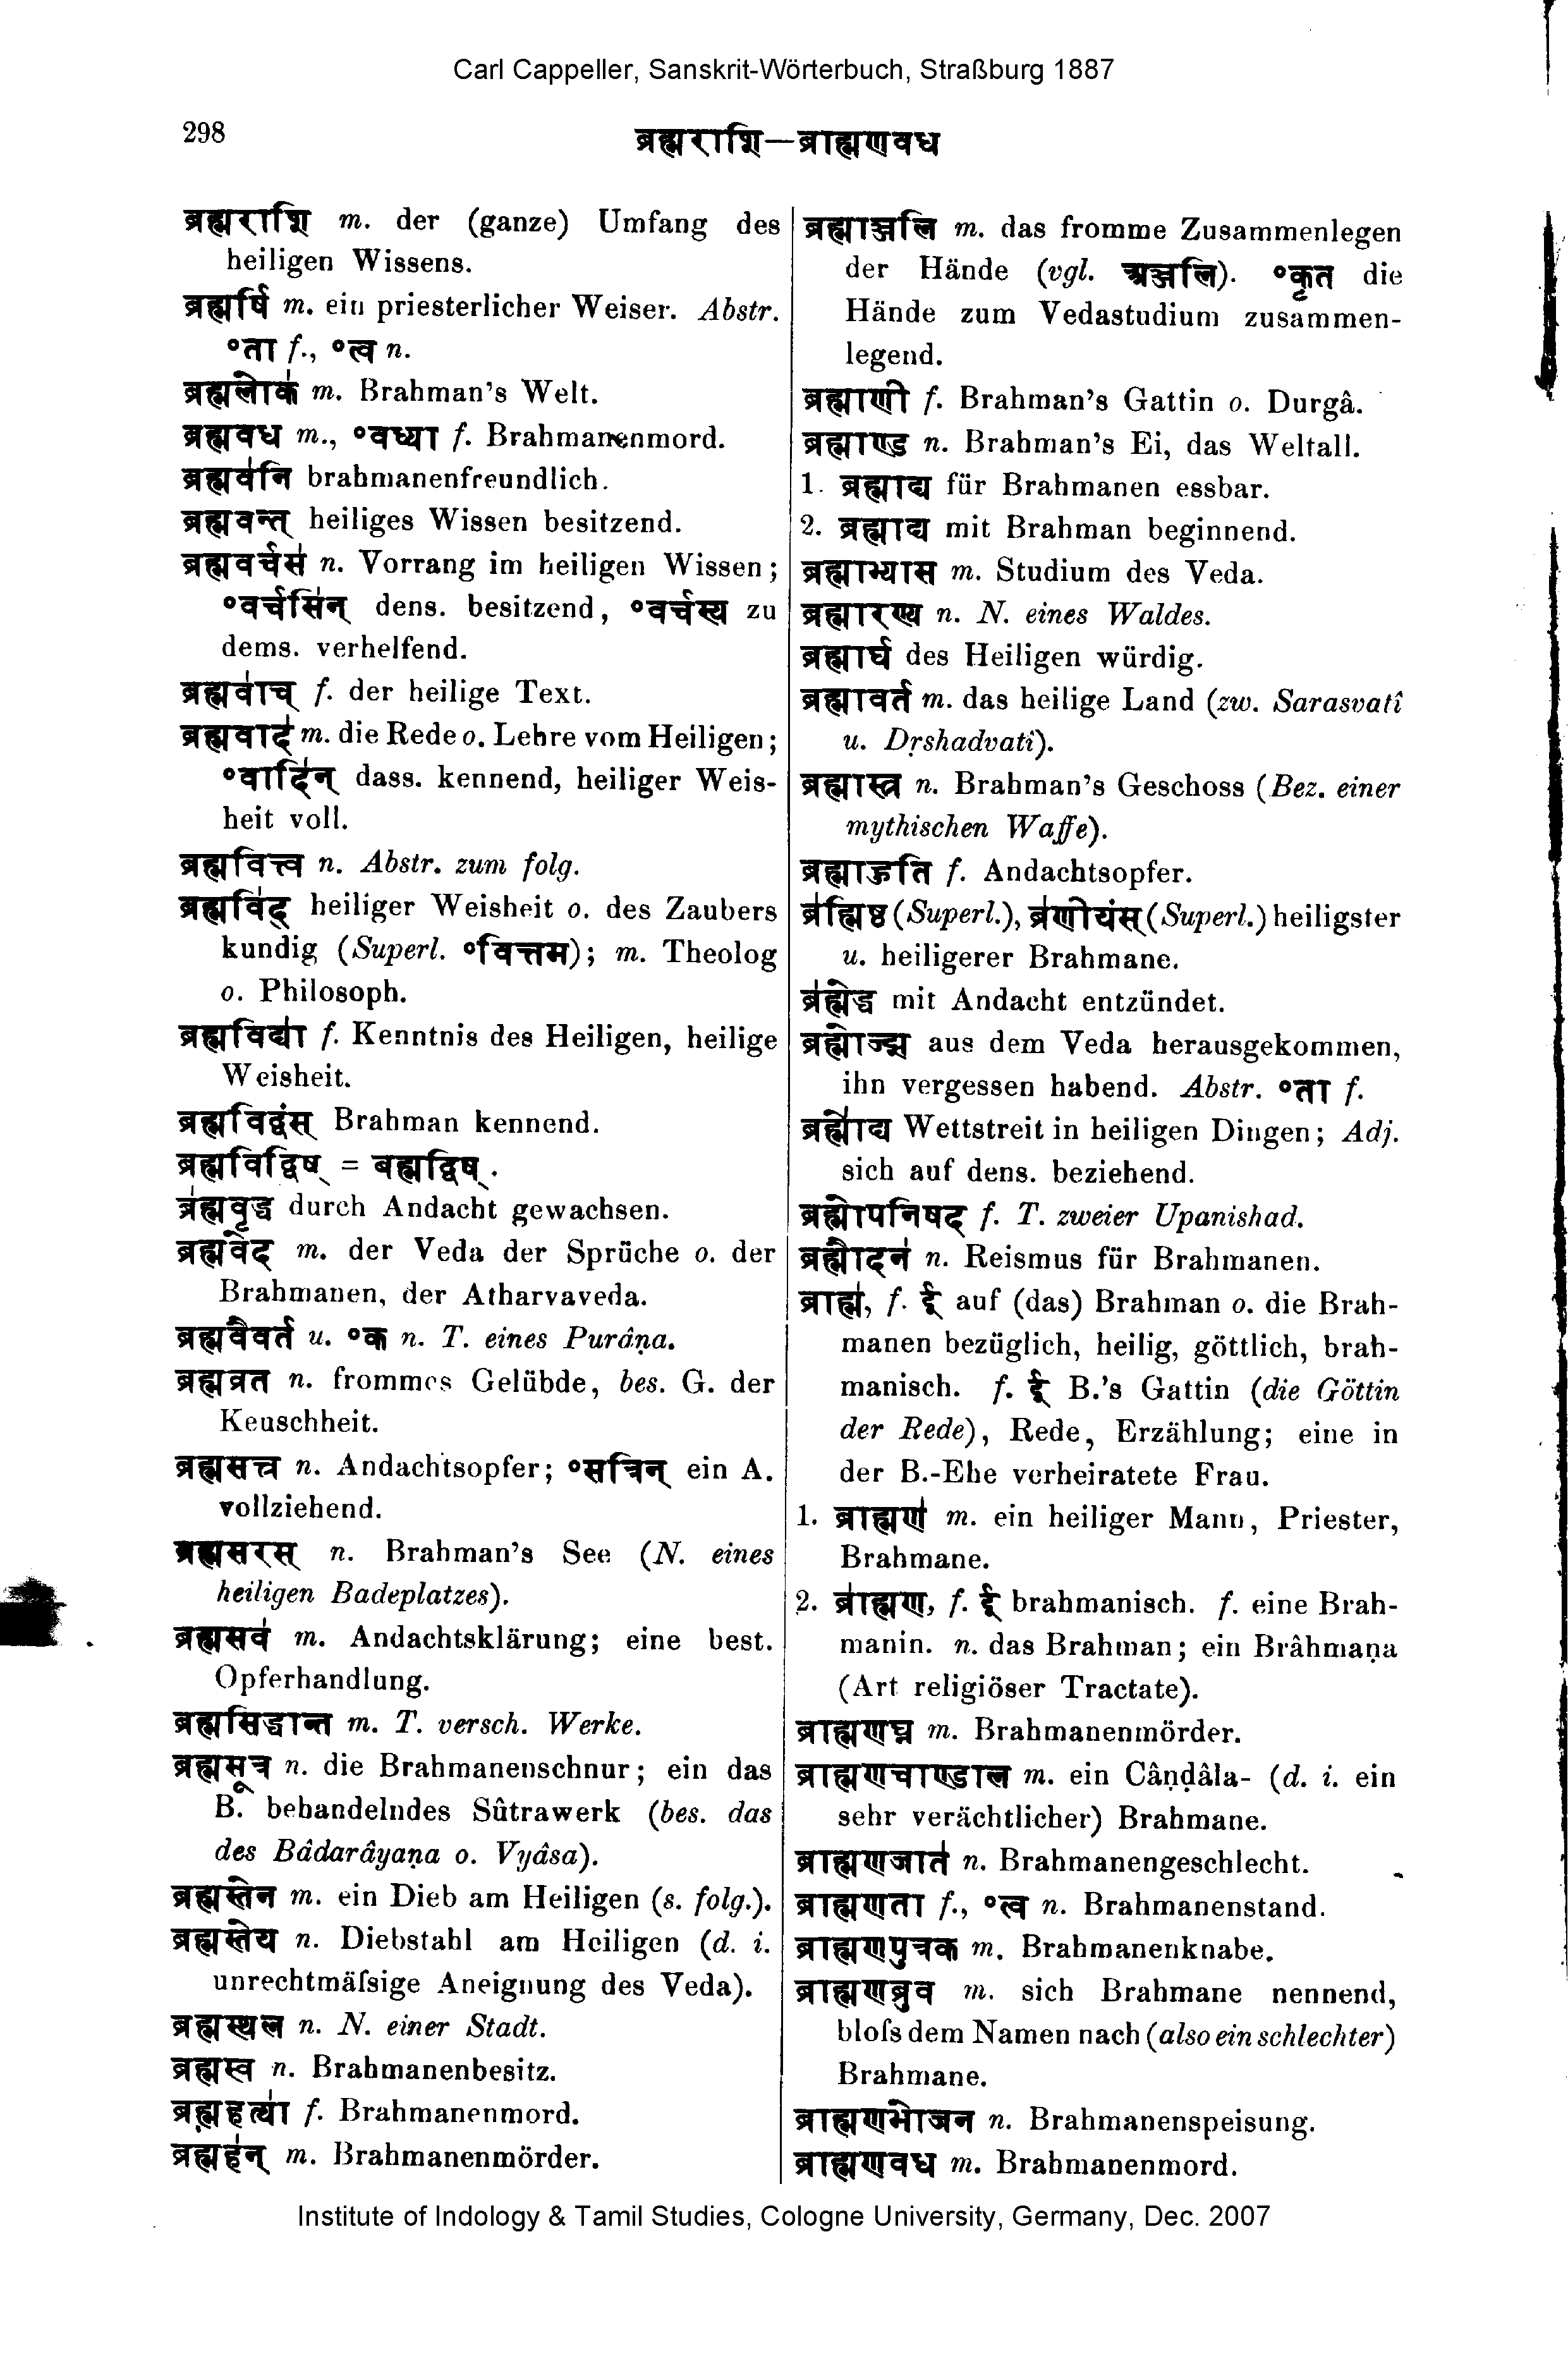 Carl Cappeller, Sanskrit-Wörterbuch, Straßburg 1887
298
ब्रह्मराशि—ब्राह्मणवध
ब्रह्मराशि m. der (ganze) Umfang des
heiligen Wissens.
ब्रह्मर्षि m. ein priesterlicher Weiser. Abstr.
॰ता f., ॰त्व n.
ब्रह्मलोक॑ m. Brahman's Welt.
ब्रह्मवध m., ॰वध्या f. Brahmanenmord.
ब्रह्मव॑नि brahmanenfreundlich.
ब्रह्मवन्त् heiliges Wissen besitzend.
ब्रह्मवर्चस॑ n. Vorrang im heiligen Wissen;
॰वर्चसि॑न् dens. besitzend, ॰वर्चस्य zu
dems. verhelfend.
ब्रह्मवा॑च् f. der heilige Text.
ब्रह्मवाद॑ m. die Rede o. Lehre vom Heiligen;
॰वादि॑न् dass. kennend, heiliger Weis-
heit voll.
ब्रह्मवित्त्व n. Abstr. zum folg.
ब्रह्मवि॑द् heiliger Weisheit o. des Zaubers
kundig (Superl. ॰वित्तम); m. Theolog
o. Philosoph.
ब्रह्मविद्या॑ f. Kenntnis des Heiligen, heilige
Weisheit.
ब्रह्मविद्वंस् Brahman kennend.
ब्रह्मविद्विष् = बह्मद्विष्.
ब्र॑ह्मवृद्ध durch Andacht gewachsen.
ब्रह्मवेद m. der Veda der Sprüche o. der
Brahmanen, der Atharvaveda.
ब्रह्मवैवर्त u. ॰क n. T. eines Purâṇa.
ब्रह्मव्रत n. frommes Gelübde, bes. G. der
Keuschheit.
ब्रह्मसत्त्र n. Andachtsopfer; ॰सत्रिन् ein A.
vollziehend.
ब्रह्मसरस् n. Brahman's See (N. eines
heiligen Badeplatzes).
ब्रह्मसव॑ m. Andachtsklärung; eine best.
Opferhandlung.
ब्रह्मसिद्धान्त m. T. versch. Werke.
ब्रह्मसूत्र n. die Brahmanenschnur; ein das
B. behandelndes Sûtrawerk (bes. das
des Bâdarâyaṇa o. Vyâsa).
ब्रह्मस्तेन m. ein Dieb am Heiligen (s. folg.).
ब्रह्मस्तेय n. Diebstahl am Heiligen (d. i.
unrechtmäſsige Aneignung des Veda).
ब्रह्मस्थल n. N. einer Stadt.
ब्रह्मस्व n. Brahmanenbesitz.
ब्रह्महत्या॑ f. Brahmanenmord.
ब्रह्मह॑न् m. Brahmanenmörder.
ब्रह्माञ्जलि m. das fromme Zusammenlegen
der Hände (vgl. अञ्जलि). ॰कृत die
Hände zum Vedastudium zusammen-
legend.
ब्रह्माणी f. Brahman's Gattin o. Durgâ.
ब्रह्माण्ड n. Brahman's Ei, das Weltall.
1. ब्रह्माद्य für Brahmanen essbar.
2. ब्रह्माद्य mit Brahman beginnend.
ब्रह्माभ्यास m. Studium des Veda.
ब्रह्मारण्य n. N. eines Waldes.
ब्रह्मार्घ des Heiligen würdig.
ब्रह्मावर्त m. das heilige Land (zw. Sarasvatî
u. Dṛshadvatî).
ब्रह्मास्त्र n. Brahman's Geschoss (Bez. einer
mythischen Waffe).
ब्रह्माहुति f. Andachtsopfer.
ब्र॑ह्मिष्ठ (Superl.), ब्र॑णीयंस् (Superl.) heiligster
u. heiligerer Brahmane.
ब्र॑ह्मेद्ध mit Andacht entzündet.
ब्रह्मोज्झ aus dem Veda herausgekommen,
ihn vergessen habend. Abstr. ॰ता f.
ब्रह्मो॑द्य Wettstreit in heiligen Dingen; Adj.
sich auf dens. beziehend.
ब्रह्मोपनिषद् f. T. zweier Upanishad.
ब्रह्मौदन॑ n. Reismus für Brahmanen.
ब्राह्म॑, f. ई auf (das) Brahman o. die Brah-
manen bezüglich, heilig, göttlich, brah-
manisch. f. ई B.'s Gattin (die Göttin
der Rede), Rede, Erzählung; eine in
der B.-Ehe verheiratete Frau.
1. ब्राह्मण॑ m. ein heiliger Mann, Priester,
Brahmane.
2. ब्रा॑ह्मण, f. ई brahmanisch. f. eine Brah-
manin. n. das Brahman; ein Brâhmaṇa
(Art religiöser Tractate).
ब्राह्मणघ्न m. Brahmanenmörder.
ब्राह्मणचाण्डाल m. ein Câṇḍâla- (d. i. ein
sehr verächtlicher) Brahmane.
ब्राह्मणजात॑ n. Brahmanengeschlecht.
ब्राह्मणता f., ॰त्व n. Brahmanenstand.
ब्राह्मणपुत्रक m. Brahmanenknabe.
ब्राह्मणब्रुव m. sich Brahmane nennend,
bloſs dem Namen nach (also ein schlechter)
Brahmane.
ब्राह्मणभोजन n. Brahmanenspeisung.
ब्राह्मणवध m. Brahmanenmord.
Institute of Indology & Tamil Studies, Cologne University, Germany, Dec. 2007